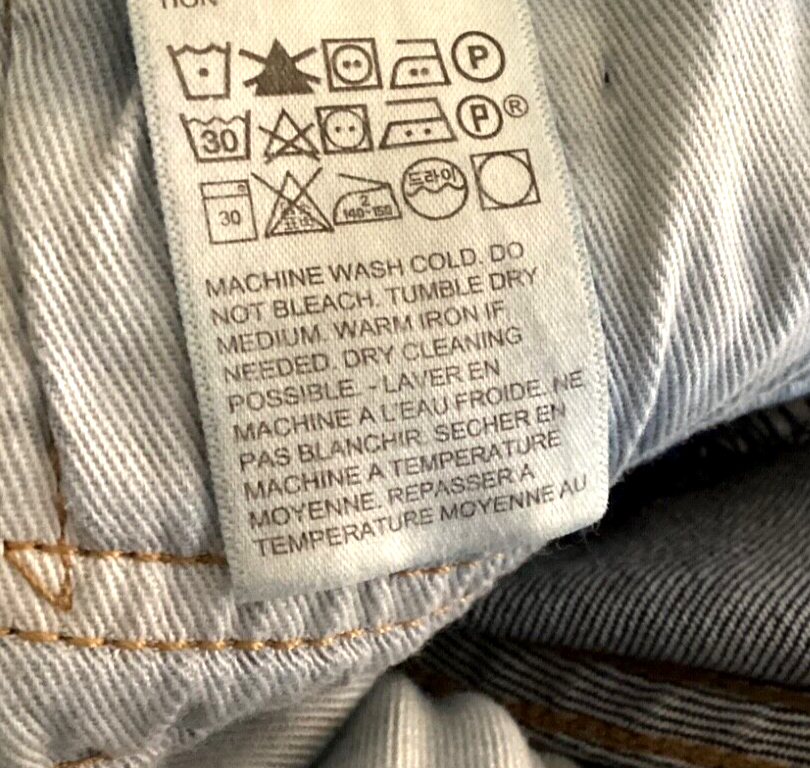 TION
P
30 P®
30 2 140-150 드라이
MACHINE WASH COLD. DO
NOT BLEACH. TUMBLE DRY
MEDIUM. WARM IRON IF
NEEDED. DRY CLEANING
POSSIBLE. - LAVER EN
MACHINE A L'EAU FROIDE. NE
PAS BLANCHIR. SECHER EN
MACHINE A TEMPERATURE
MOYENNE. REPASSER A
TEMPERATURE MOYENNE AU